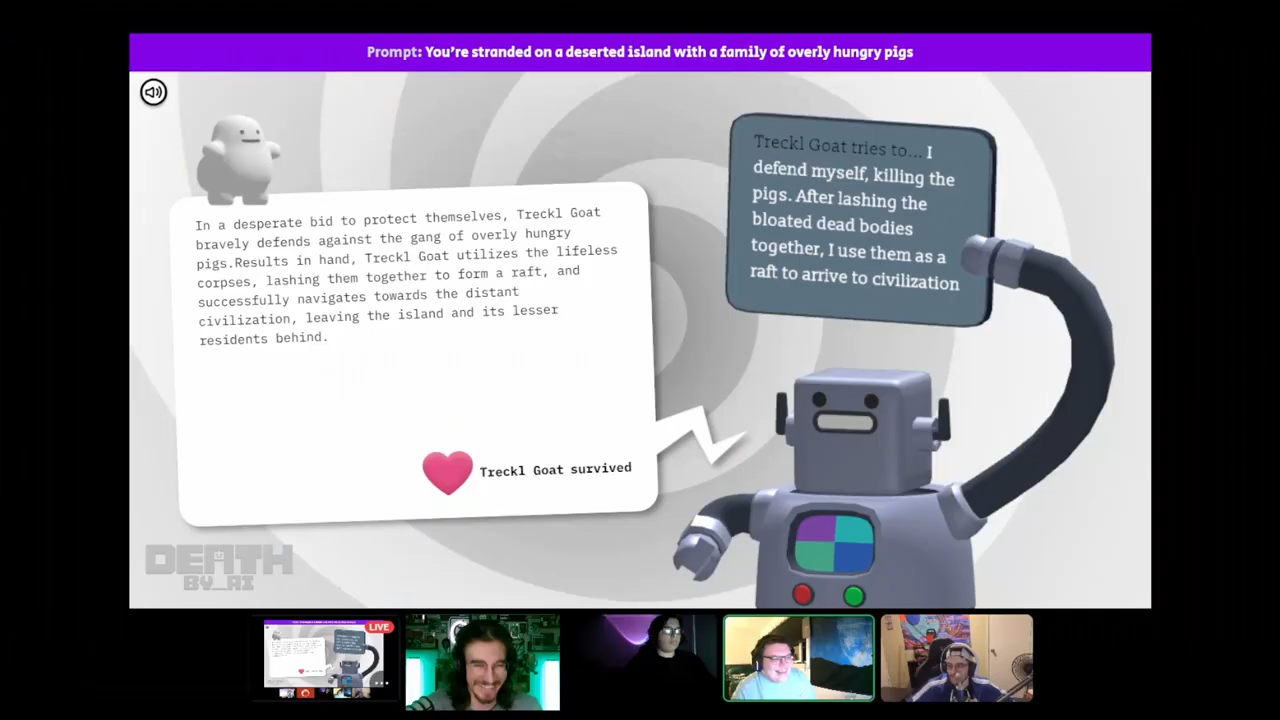 Prompt: You're stranded on a deserted island with a family of overly hungry pigs
In a desperate bid to protect themselves, Treckl Goat
bravely defends against the gang of overly hungry
pigs.Results in hand, Treckl Goat utilizes the lifeless
corpses, lashing them together to form a raft, and
successfully navigates towards the distant
civilization, leaving the island and its lesser
residents behind.
Treckl Goat survived
Treckl Goat tries to... I
defend myself, killing the
pigs. After lashing the
bloated dead bodies
together, I use them as a
raft to arrive to civilization
DEATH
BY_AI
LIVE